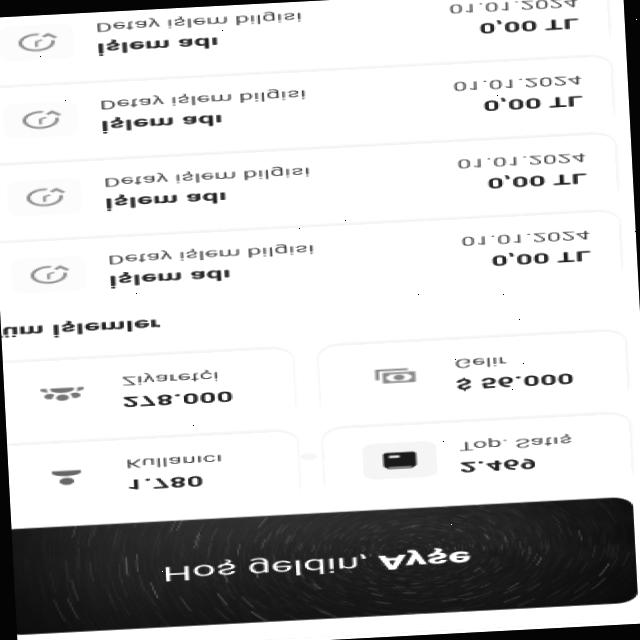 Hoş geldin, Ayşe
1.780
Kullanıcı
2.469
Top. Satış
278.000
Ziyaretçi
$ 56.000
Gelir
üm İşlemler
İşlem adı
0,00 TL
Detay işlem bilgisi
01.01.2024
İşlem adı
0,00 TL
Detay işlem bilgisi
01.01.2024
İşlem adı
0,00 TL
Detay işlem bilgisi
01.01.2024
İşlem adı
0,00 TL
Detay işlem bilgisi
01.01.2024